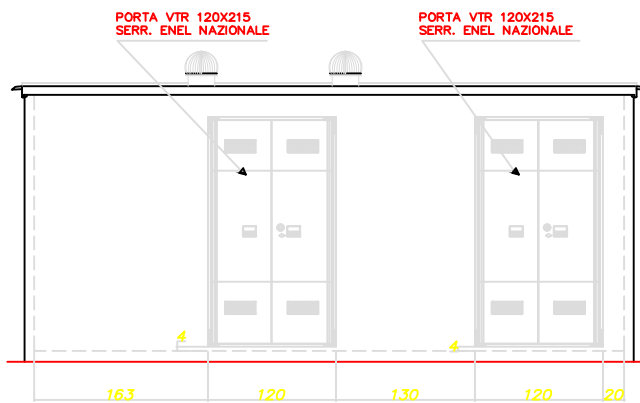 PORTA VTR 120X215
SERR. ENEL NAZIONALE
PORTA VTR 120X215
SERR. ENEL NAZIONALE
4
4
163
120
130
120
20